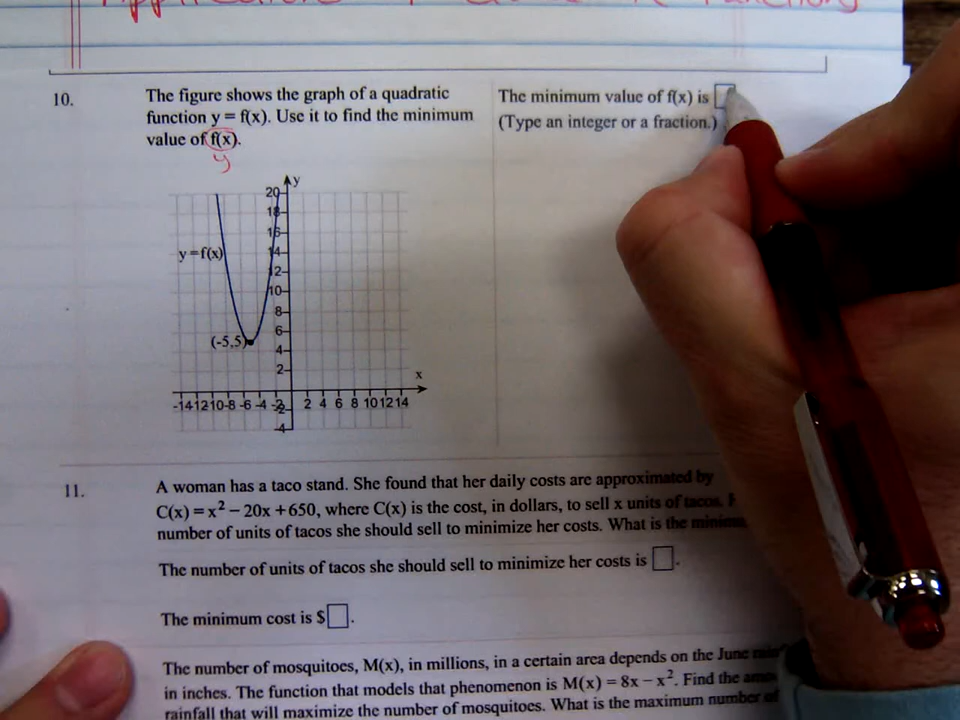 Applications of Quadratic Functions
10.
The figure shows the graph of a quadratic
function y = f(x). Use it to find the minimum
value of f(x).
y
The minimum value of f(x) is
(Type an integer or a fraction.)
y
20
18
16
y=f(x)
14
12
10
8
6
(-5,5)
4
2
x
-14 12 10 -8 -6 -4 -2 2 4 6 8 10 12 14
-2
-4
11.
A woman has a taco stand. She found that her daily costs are approximated by
C(x) = x² − 20x + 650, where C(x) is the cost, in dollars, to sell x units of tacos.
number of units of tacos she should sell to minimize her costs. What is the
The number of units of tacos she should sell to minimize her costs is .
The minimum cost is $ .
The number of mosquitoes, M(x), in millions, in a certain area depends on the June
in inches. The function that models that phenomenon is M(x) = 8x − x². Find the
rainfall that will maximize the number of mosquitoes. What is the maximum number of